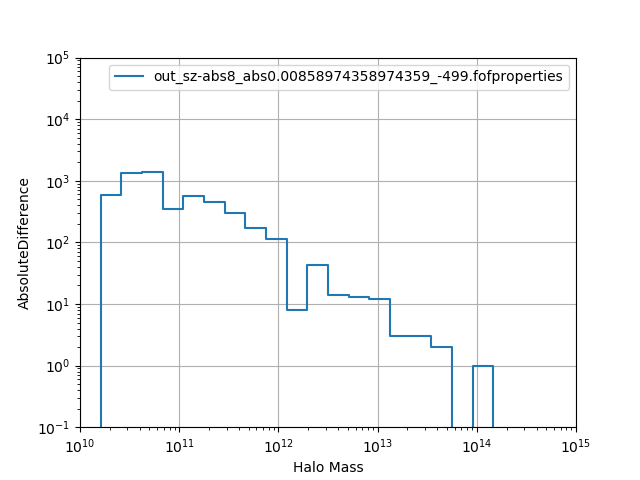 out_sz-abs8_abs0.00858974358974359_-499.fofproperties
10^5
10^4
10^3
10^2
10^1
10^0
10^-1
AbsoluteDifference
10^10 10^11 10^12 10^13 10^14 10^15
Halo Mass